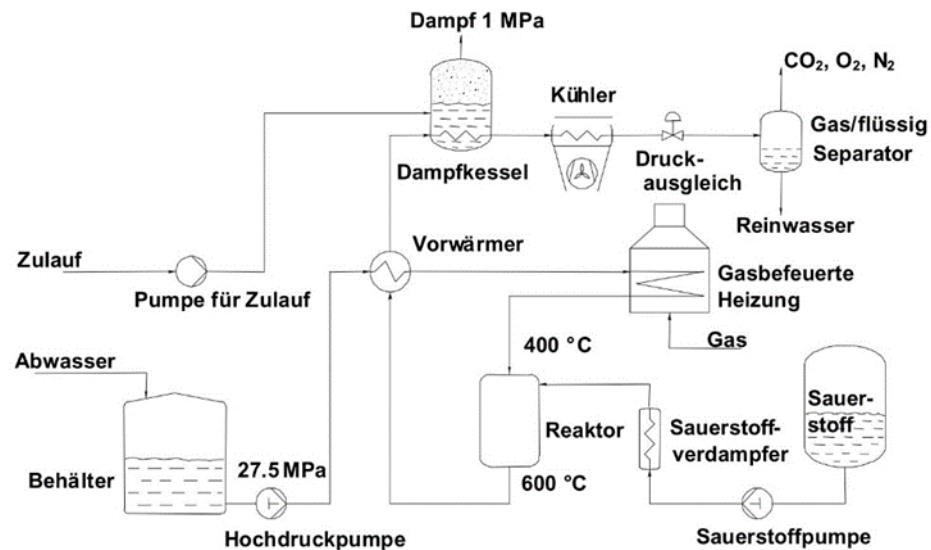 Dampf 1 MPa
CO₂, O₂, N₂
Kühler
Gas/flüssig
Separator
Dampfkessel
Druck-
ausgleich
Reinwasser
Zulauf
Vorwärmer
Pumpe für Zulauf
Gasbefeuerte
Heizung
Gas
400 °C
Abwasser
Behälter
27.5 MPa
Hochdruckpumpe
Reaktor
600 °C
Sauerstoff-
verdampfer
Sauer-
stoff
Sauerstoffpumpe